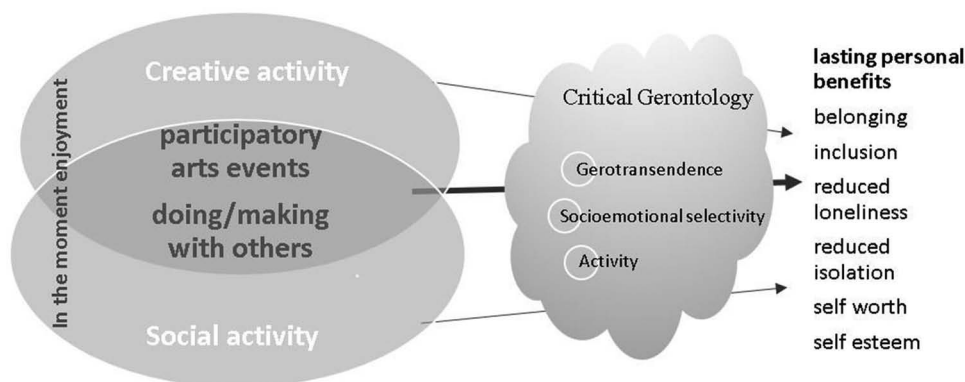 In the moment enjoyment
Creative activity
participatory
arts events
doing/making
with others
Social activity
Critical Gerontology
Gerotransendence
Socioemotional selectivity
Activity
lasting personal
benefits
belonging
inclusion
reduced
loneliness
reduced
isolation
self worth
self esteem